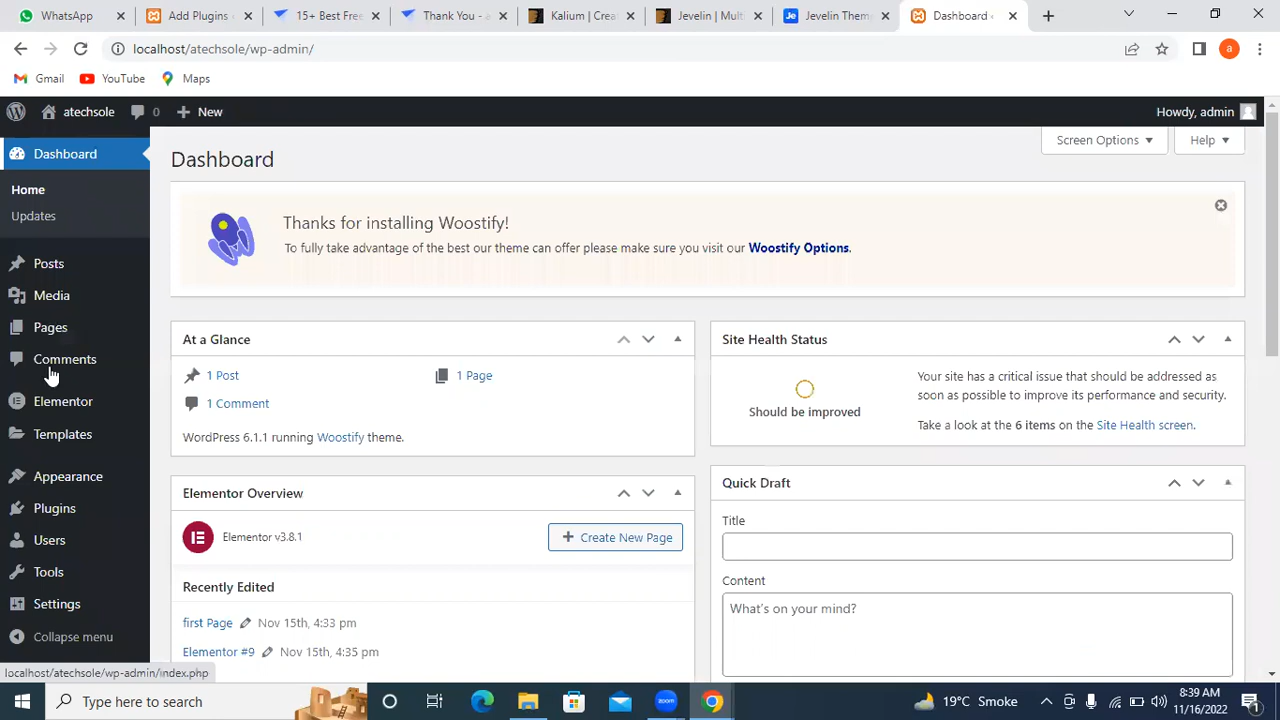 WhatsApp
Add Plugins
15+ Best Fre
Thank You - e
Kalium | Crea
Jevelin | Multi
Je
Jevelin Them
Dashboard
localhost/atechsole/wp-admin/
a
Gmail
YouTube
Maps
atechsole
0
New
Howdy, admin
Dashboard
Home
Updates
Posts
Media
Pages
Comments
Elementor
Templates
Appearance
Plugins
Users
Tools
Settings
Collapse menu
localhost/atechsole/wp-admin/index.php
Dashboard
Screen Options
Help
Thanks for installing Woostify!
To fully take advantage of the best our theme can offer please make sure you visit our Woostify Options.
At a Glance
1 Post
1 Page
1 Comment
WordPress 6.1.1 running Woostify theme.
Elementor Overview
Elementor v3.8.1
Create New Page
Recently Edited
first Page Nov 15th, 4:33 pm
Elementor #9 Nov 15th, 4:35 pm
Site Health Status
Should be improved
Your site has a critical issue that should be addressed as
soon as possible to improve its performance and security.
Take a look at the 6 items on the Site Health screen.
Quick Draft
Title
Content
What's on your mind?
Type here to search
zoom
19°C Smoke
8:39 AM
11/16/2022
1